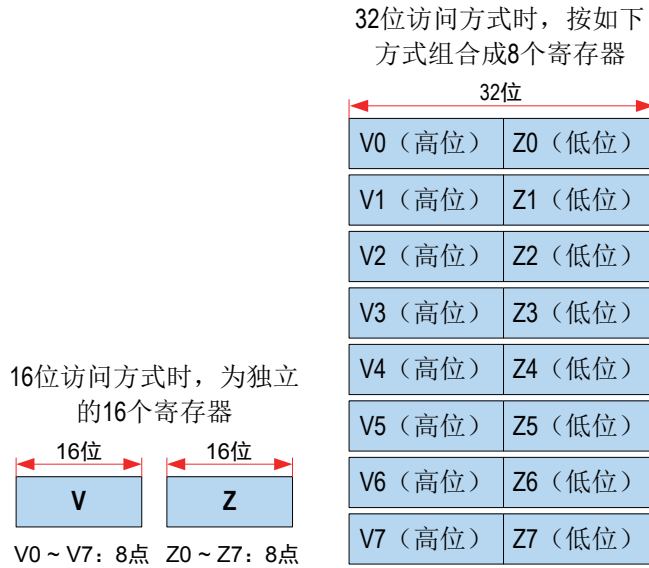 32位访问方式时，按如下
方式组合成8个寄存器
32位
V0（高位） Z0（低位）
V1（高位） Z1（低位）
V2（高位） Z2（低位）
V3（高位） Z3（低位）
V4（高位） Z4（低位）
V5（高位） Z5（低位）
V6（高位） Z6（低位）
V7（高位） Z7（低位）
16位访问方式时，为独立
的16个寄存器
16位 16位
V Z
V0 ~ V7：8点 Z0 ~ Z7：8点